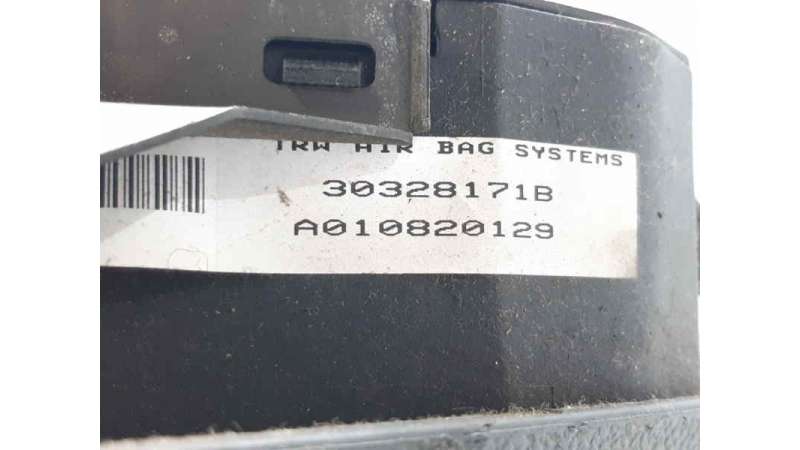 TRW AIR BAG SYSTEMS
30328171B
A010820129